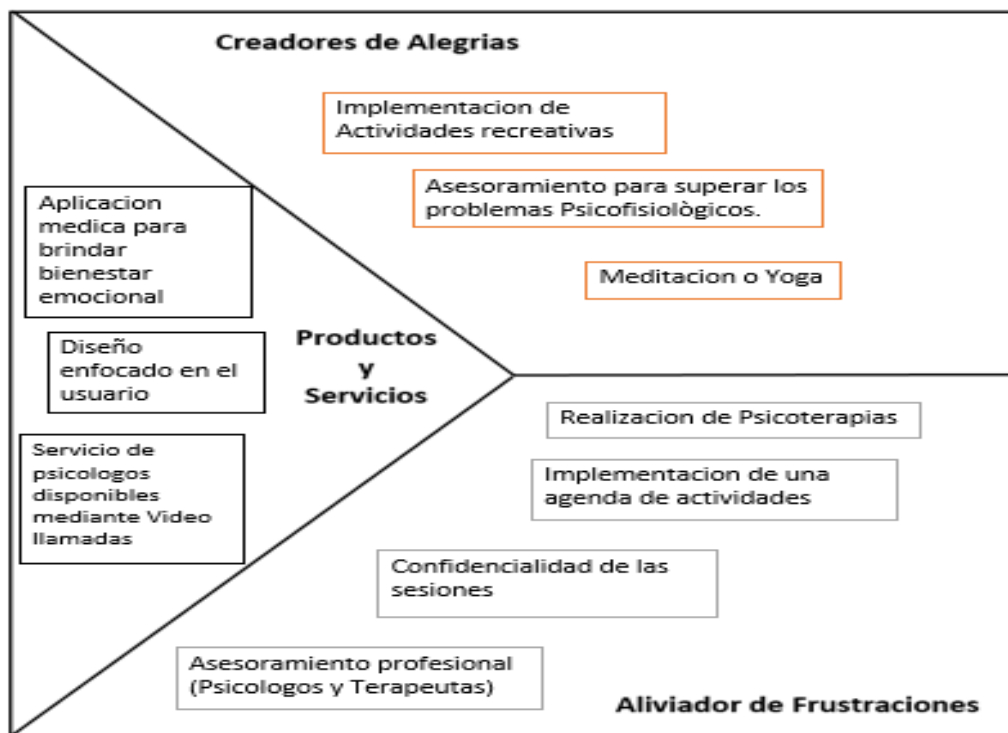 Creadores de Alegrias
Implementacion de
Actividades recreativas
Asesoramiento para superar los
problemas Psicofisiològicos.
Meditacion o Yoga
Aplicacion
medica para
brindar
bienestar
emocional
Diseño
enfocado en el
usuario
Servicio de
psicologos
disponibles
mediante Video
llamadas
Productos
y
Servicios
Realizacion de Psicoterapias
Implementacion de una
agenda de actividades
Confidencialidad de las
sesiones
Asesoramiento profesional
(Psicologos y Terapeutas)
Aliviador de Frustraciones